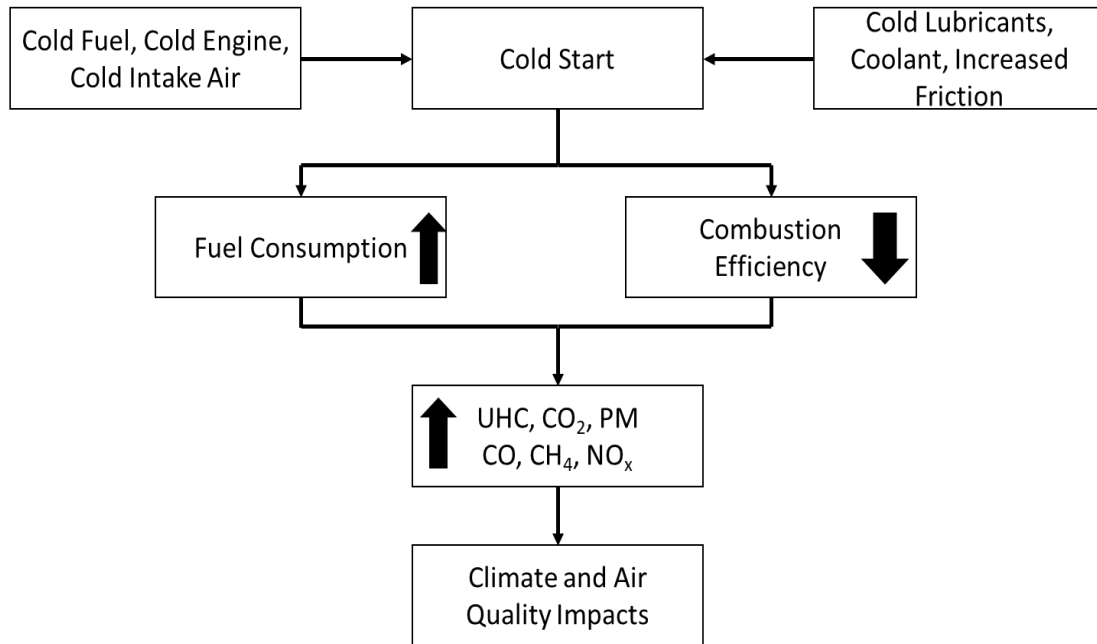 Cold Fuel, Cold Engine,
Cold Intake Air
Cold Start
Cold Lubricants,
Coolant, Increased
Friction
Fuel Consumption
Combustion
Efficiency
UHC, CO₂, PM
CO, CH₄, NOₓ
Climate and Air
Quality Impacts